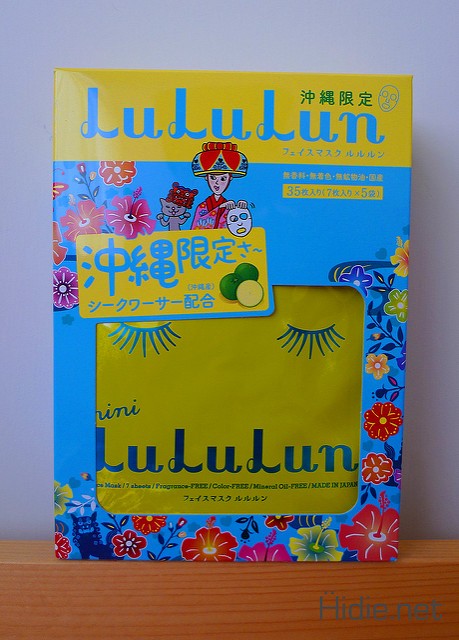 沖縄限定
LuLuLun
フェイスマスク ルルルン
無香料・無着色・無鉱物油・国産
35枚入り(7枚入り×5袋)
沖縄限定さ~
(沖縄産)
シークワーサー配合
mini
LuLuLun
ce Mask / 7 sheets / Fragrance-FREE / Color-FREE / Mineral Oil-FREE / MADE IN JAPAN
フェイスマスク ルルルン
Hidie.net